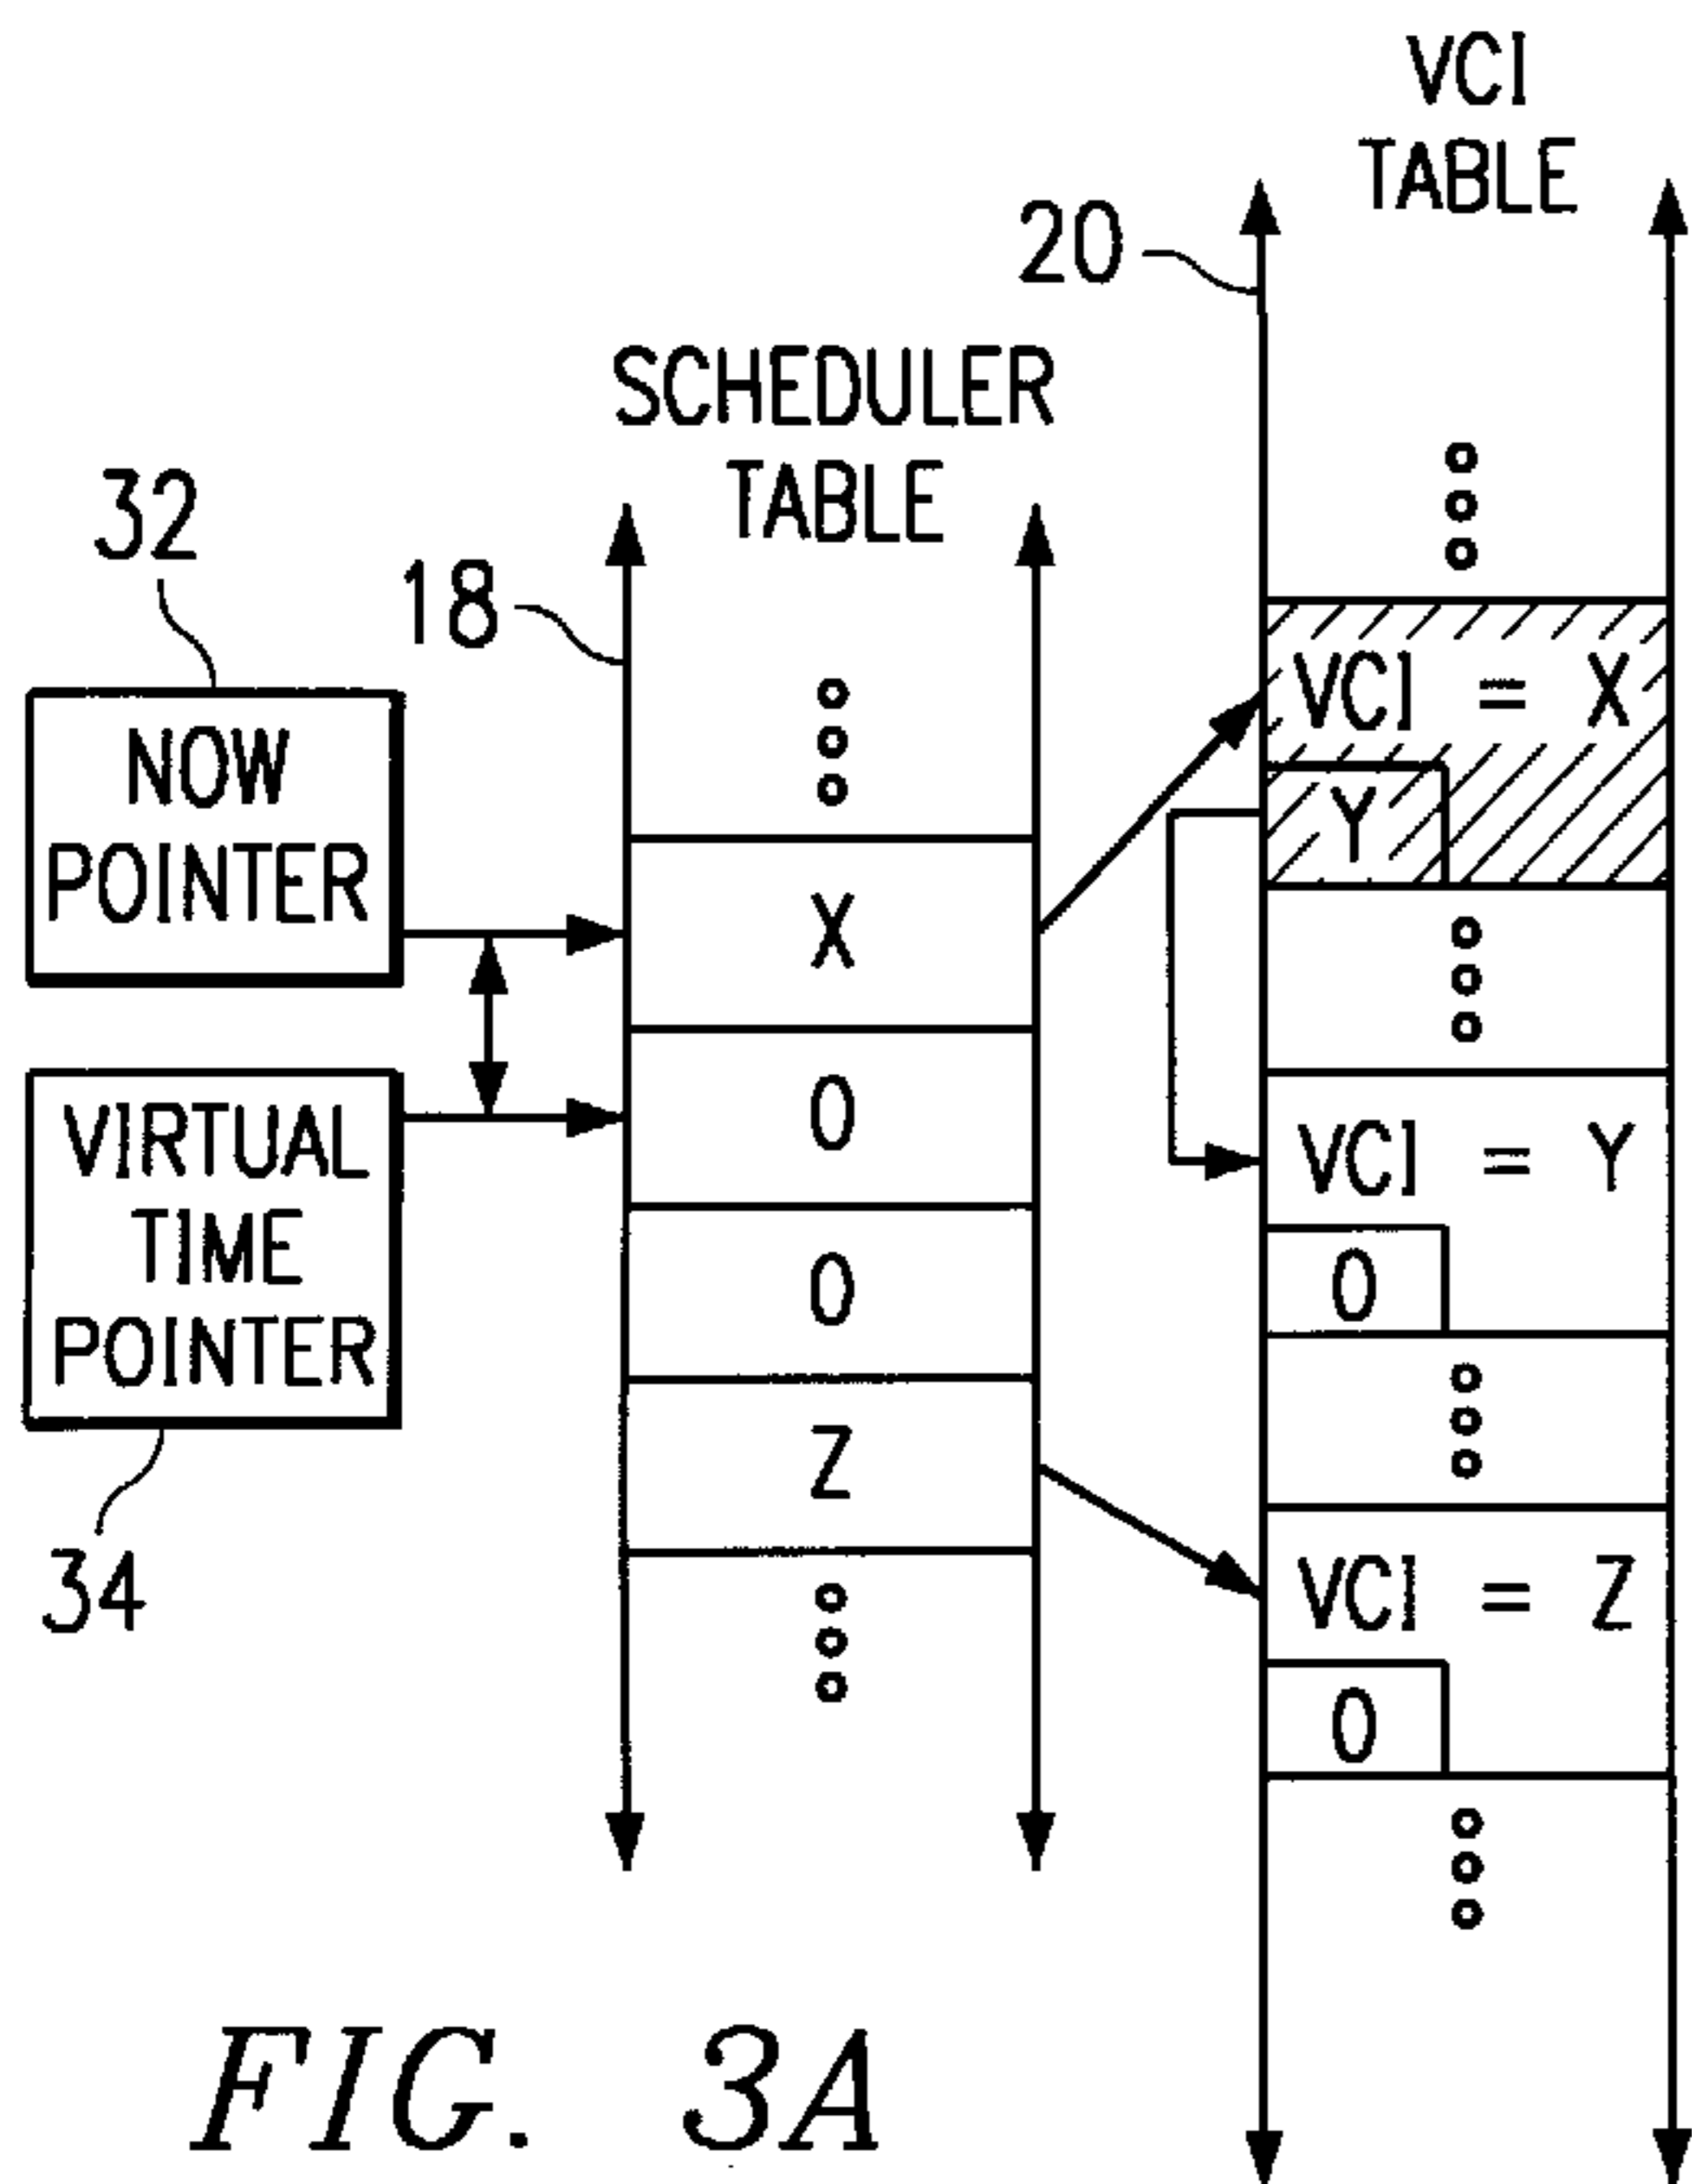 VCI
TABLE
20
SCHEDULER
TABLE
32
18
NOW
POINTER
VIRTUAL
TIME
POINTER
34
X
0
0
Z
VCI = X
Y
VCI = Y
0
VCI = Z
0
FIG. 3A